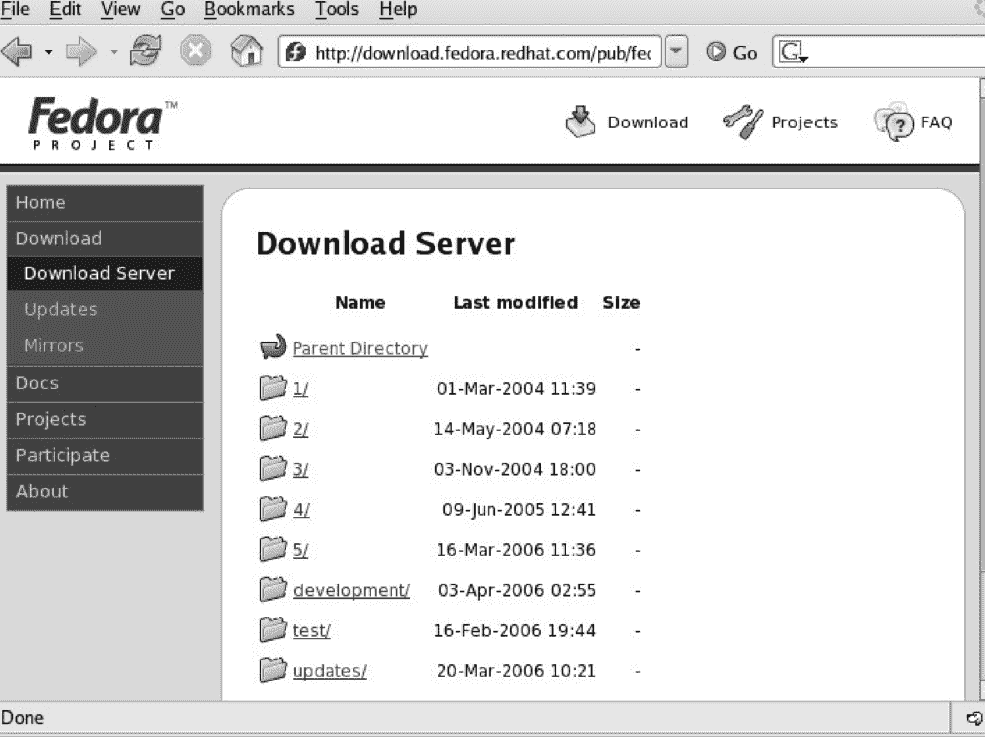 File Edit View Go Bookmarks Tools Help
http://download.fedora.redhat.com/pub/fec Go G
Fedora™
PROJECT
Download Projects FAQ
Home
Download
Download Server
Updates
Mirrors
Docs
Projects
Participate
About
Download Server
Name Last modified Size
Parent Directory -
1/ 01-Mar-2004 11:39 -
2/ 14-May-2004 07:18 -
3/ 03-Nov-2004 18:00 -
4/ 09-Jun-2005 12:41 -
5/ 16-Mar-2006 11:36 -
development/ 03-Apr-2006 02:55 -
test/ 16-Feb-2006 19:44 -
updates/ 20-Mar-2006 10:21 -
Done